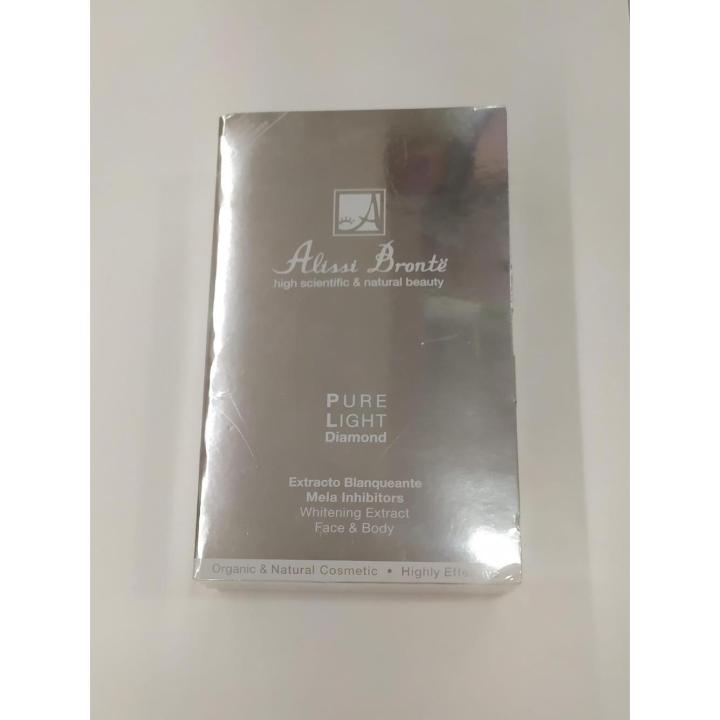 A
Alissi Brontë
high scientific & natural beauty
PURE
LIGHT
Diamond
Extracto Blanqueante
Mela Inhibitors
Whitening Extract
Face & Body
Organic & Natural Cosmetic • Highly